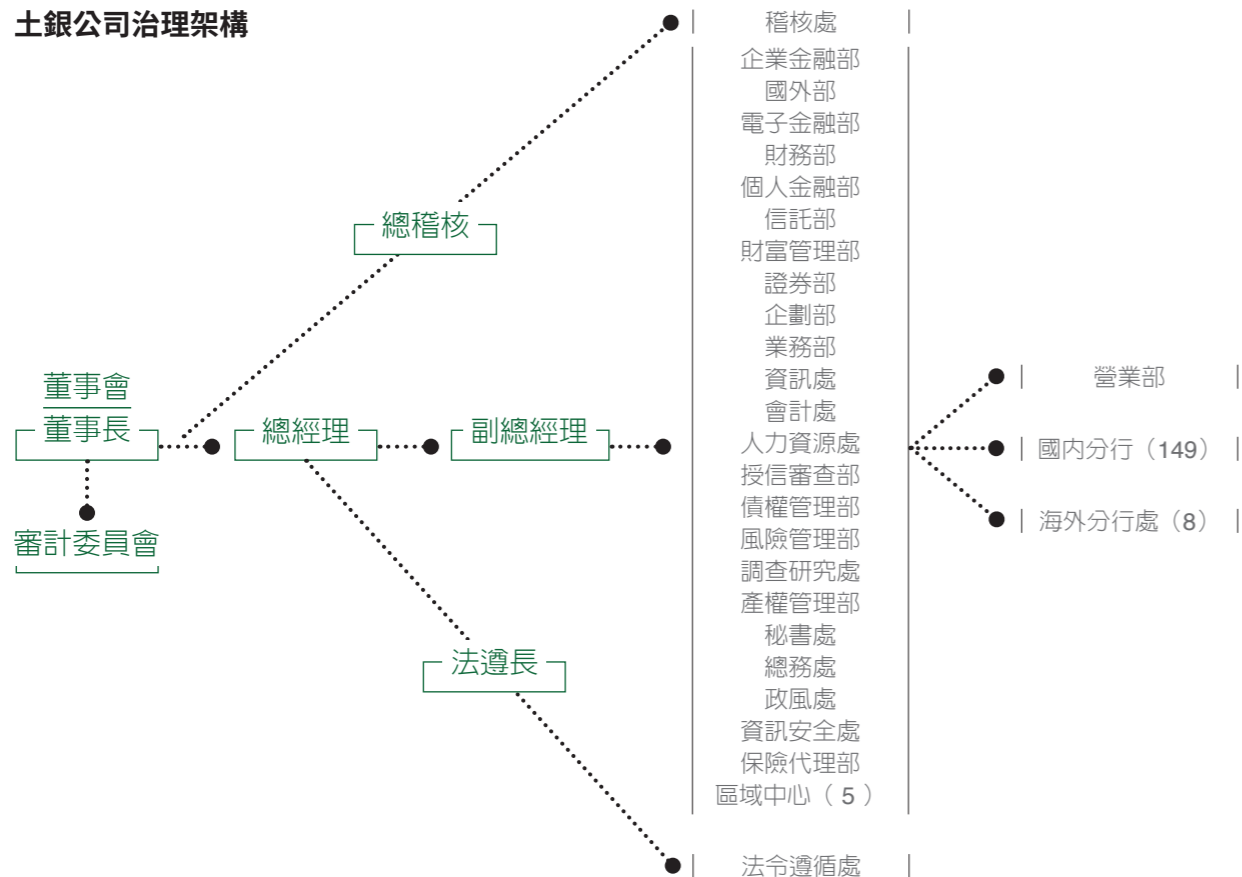 土銀公司治理架構
董事會
董事長
審計委員會
總稽核
總經理
副總經理
法遵長
稽核處
企業金融部
國外部
電子金融部
財務部
個人金融部
信託部
財富管理部
證券部
企劃部
業務部
資訊處
會計處
人力資源處
授信審查部
債權管理部
風險管理部
調查研究處
產權管理部
秘書處
總務處
政風處
資訊安全處
保險代理部
區域中心（5）
法令遵循處
營業部
國內分行（149）
海外分行處（8）